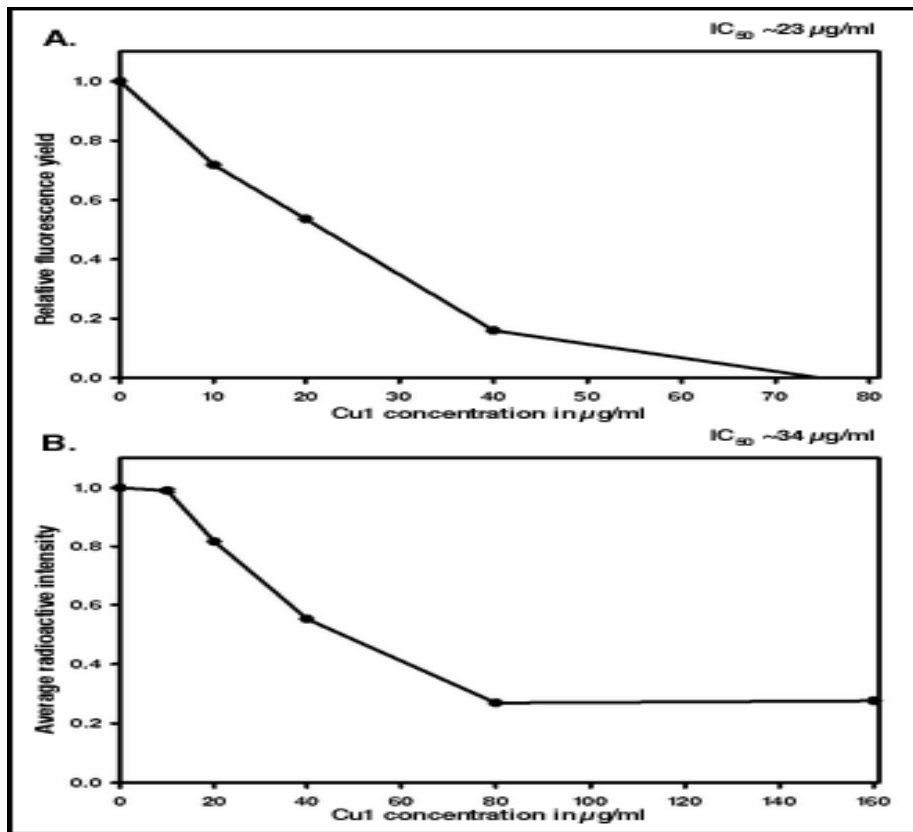 A.
IC50 ~23 µg/ml
1.0
0.8
0.6
0.4
0.2
0.0
Relative fluorescence yield
0 10 20 30 40 50 60 70 80
Cu1 concentration in µg/ml
B.
IC50 ~34 µg/ml
1.0
0.8
0.6
0.4
0.2
0.0
Average radioactive intensity
0 20 40 60 80 100 120 140 160
Cu1 concentration in µg/ml